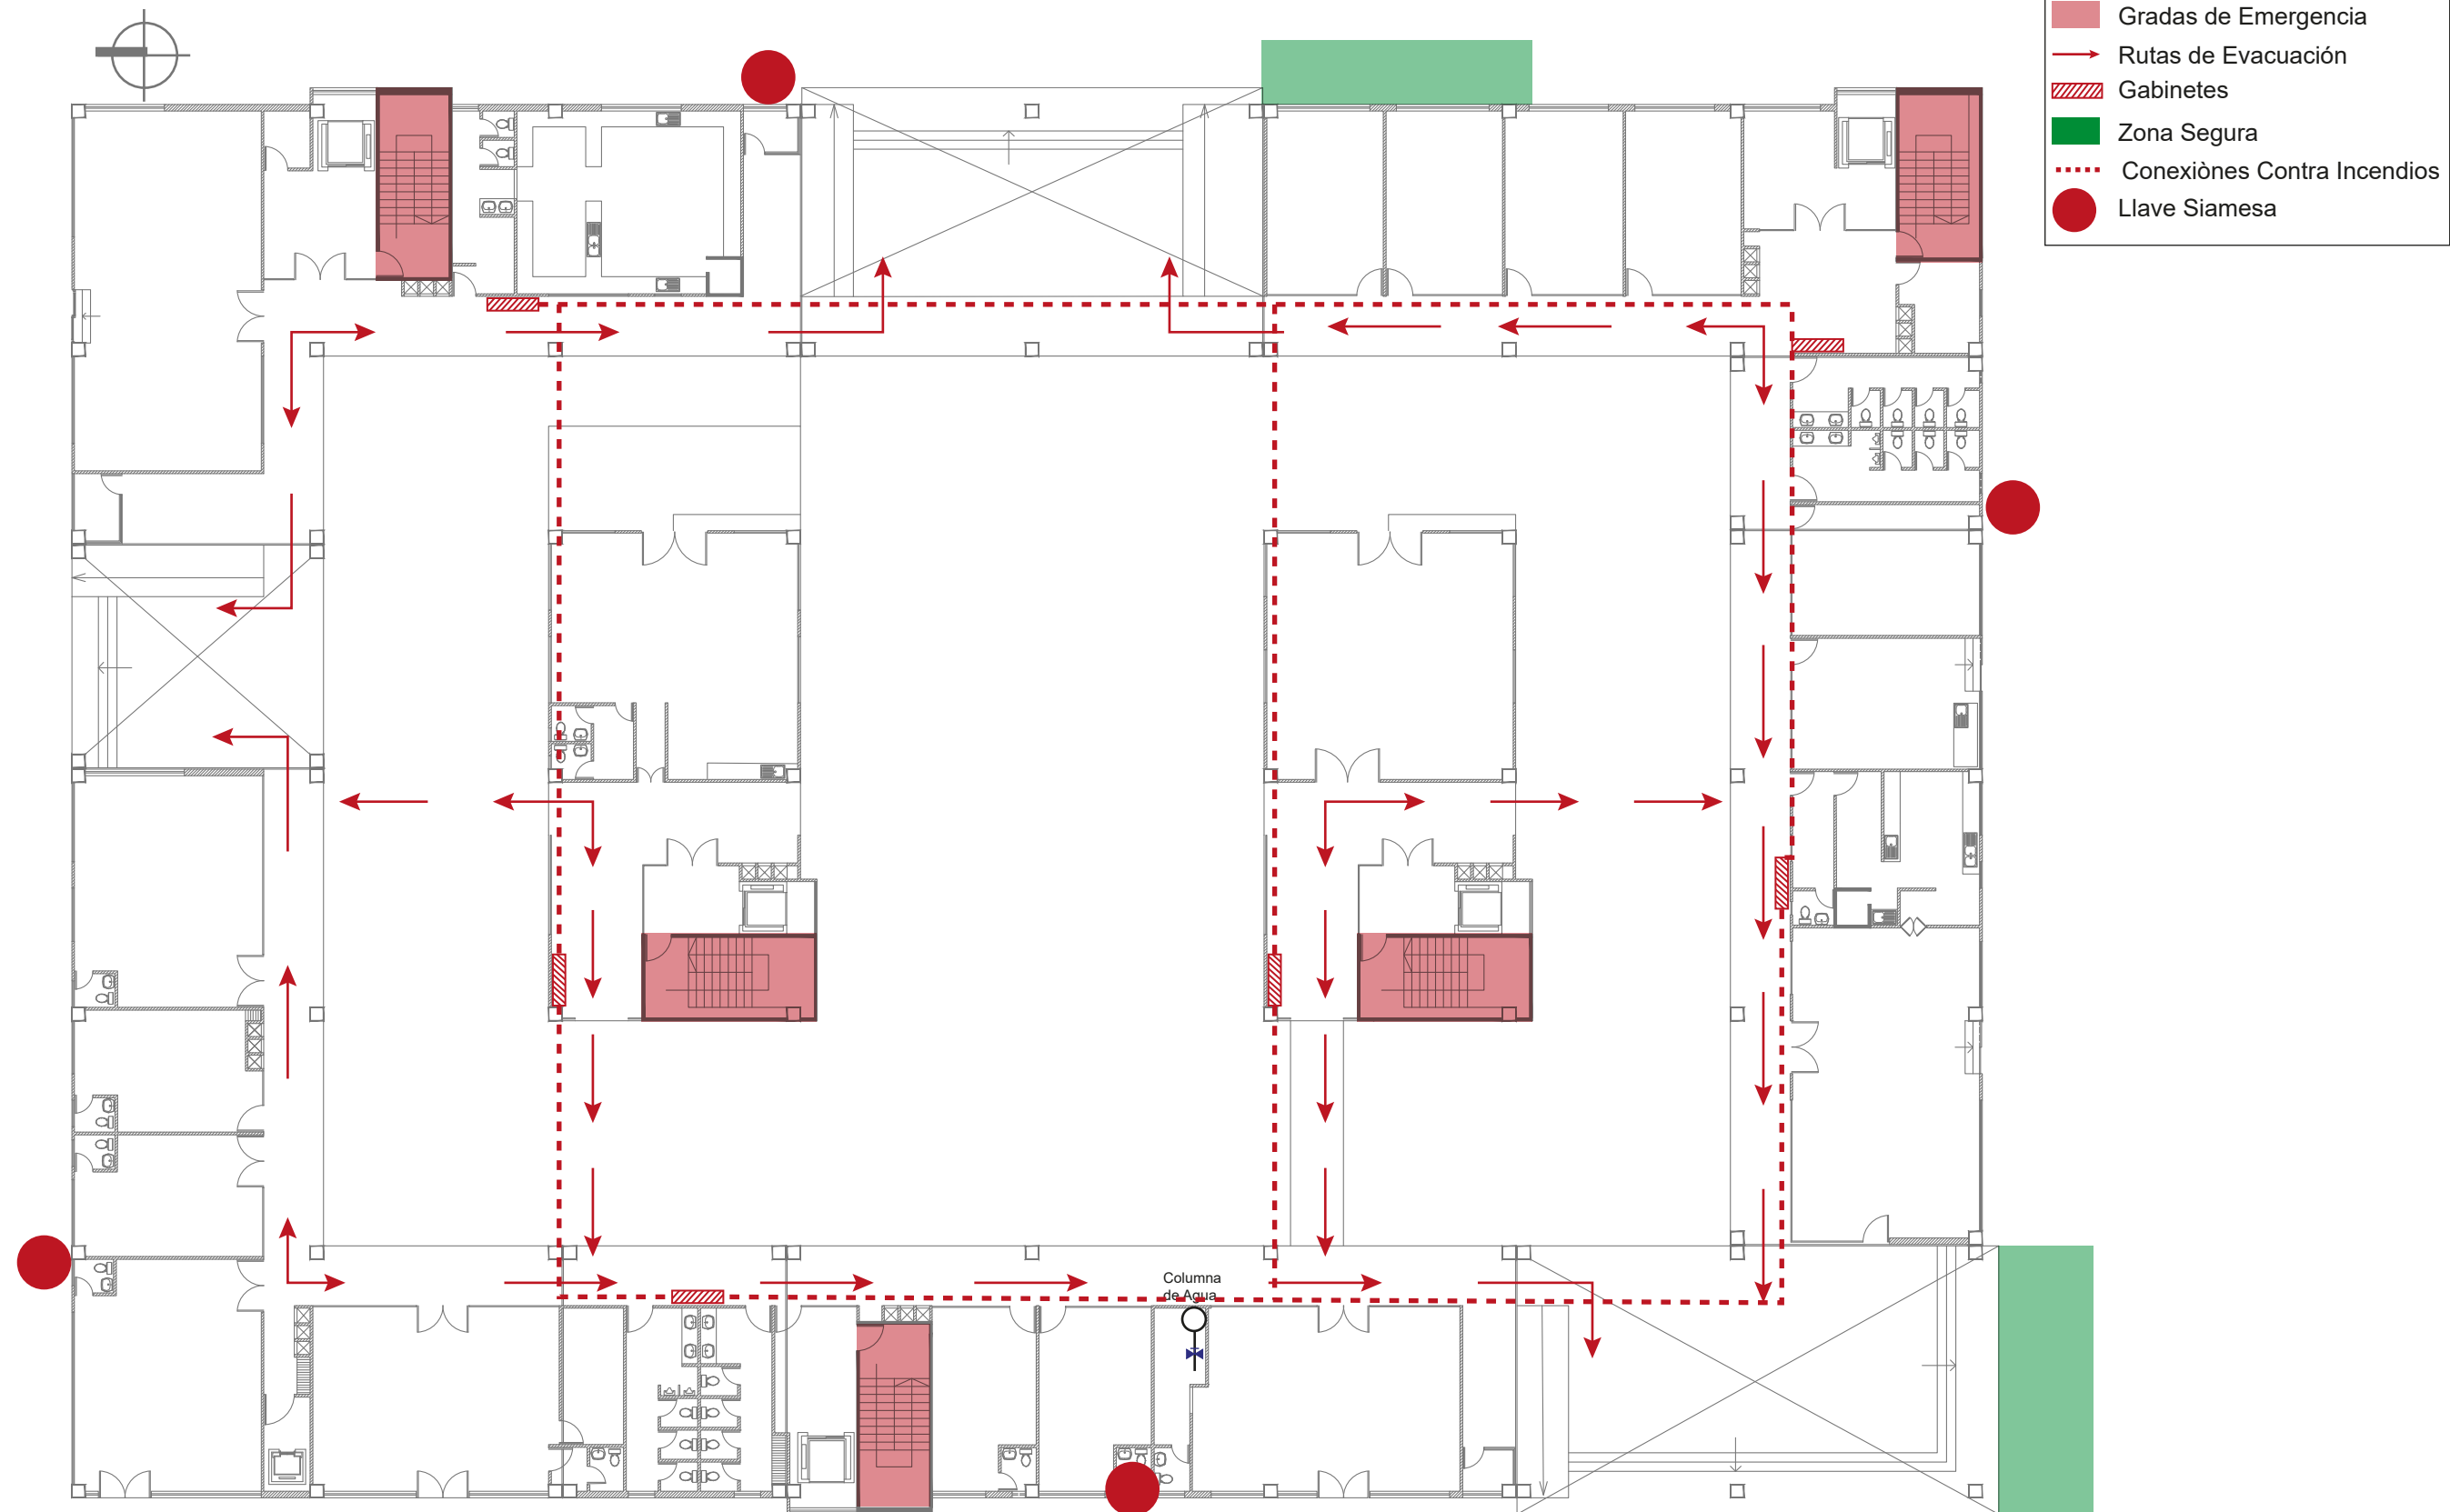 Gradas de Emergencia
Rutas de Evacuación
Gabinetes
Zona Segura
Conexiònes Contra Incendios
Llave Siamesa
Columna
de Agua